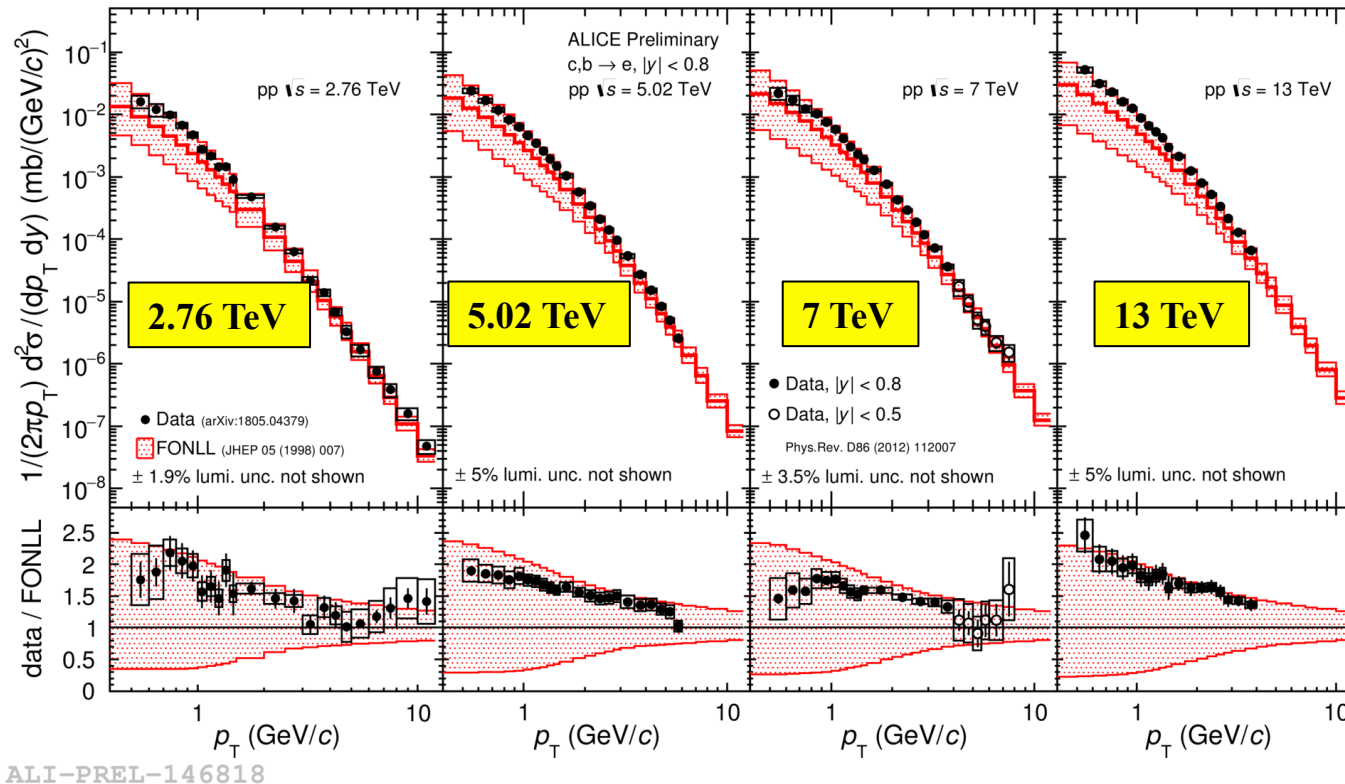 1/(2πp_T) d²σ/(dp_T dy) (mb/(GeV/c)²)
10⁻¹
10⁻²
10⁻³
10⁻⁴
10⁻⁵
10⁻⁶
10⁻⁷
10⁻⁸
pp √s = 2.76 TeV
2.76 TeV
Data (arXiv:1805.04379)
FONLL (JHEP 05 (1998) 007)
± 1.9% lumi. unc. not shown
ALICE Preliminary
c,b → e, |y| < 0.8
pp √s = 5.02 TeV
5.02 TeV
± 5% lumi. unc. not shown
pp √s = 7 TeV
7 TeV
Data, |y| < 0.8
Data, |y| < 0.5
Phys.Rev. D86 (2012) 112007
± 3.5% lumi. unc. not shown
pp √s = 13 TeV
13 TeV
± 5% lumi. unc. not shown
data / FONLL
2.5
2
1.5
1
0.5
0
1 10
1 10
1 10
1 10
p_T (GeV/c)
p_T (GeV/c)
p_T (GeV/c)
p_T (GeV/c)
ALI-PREL-146818